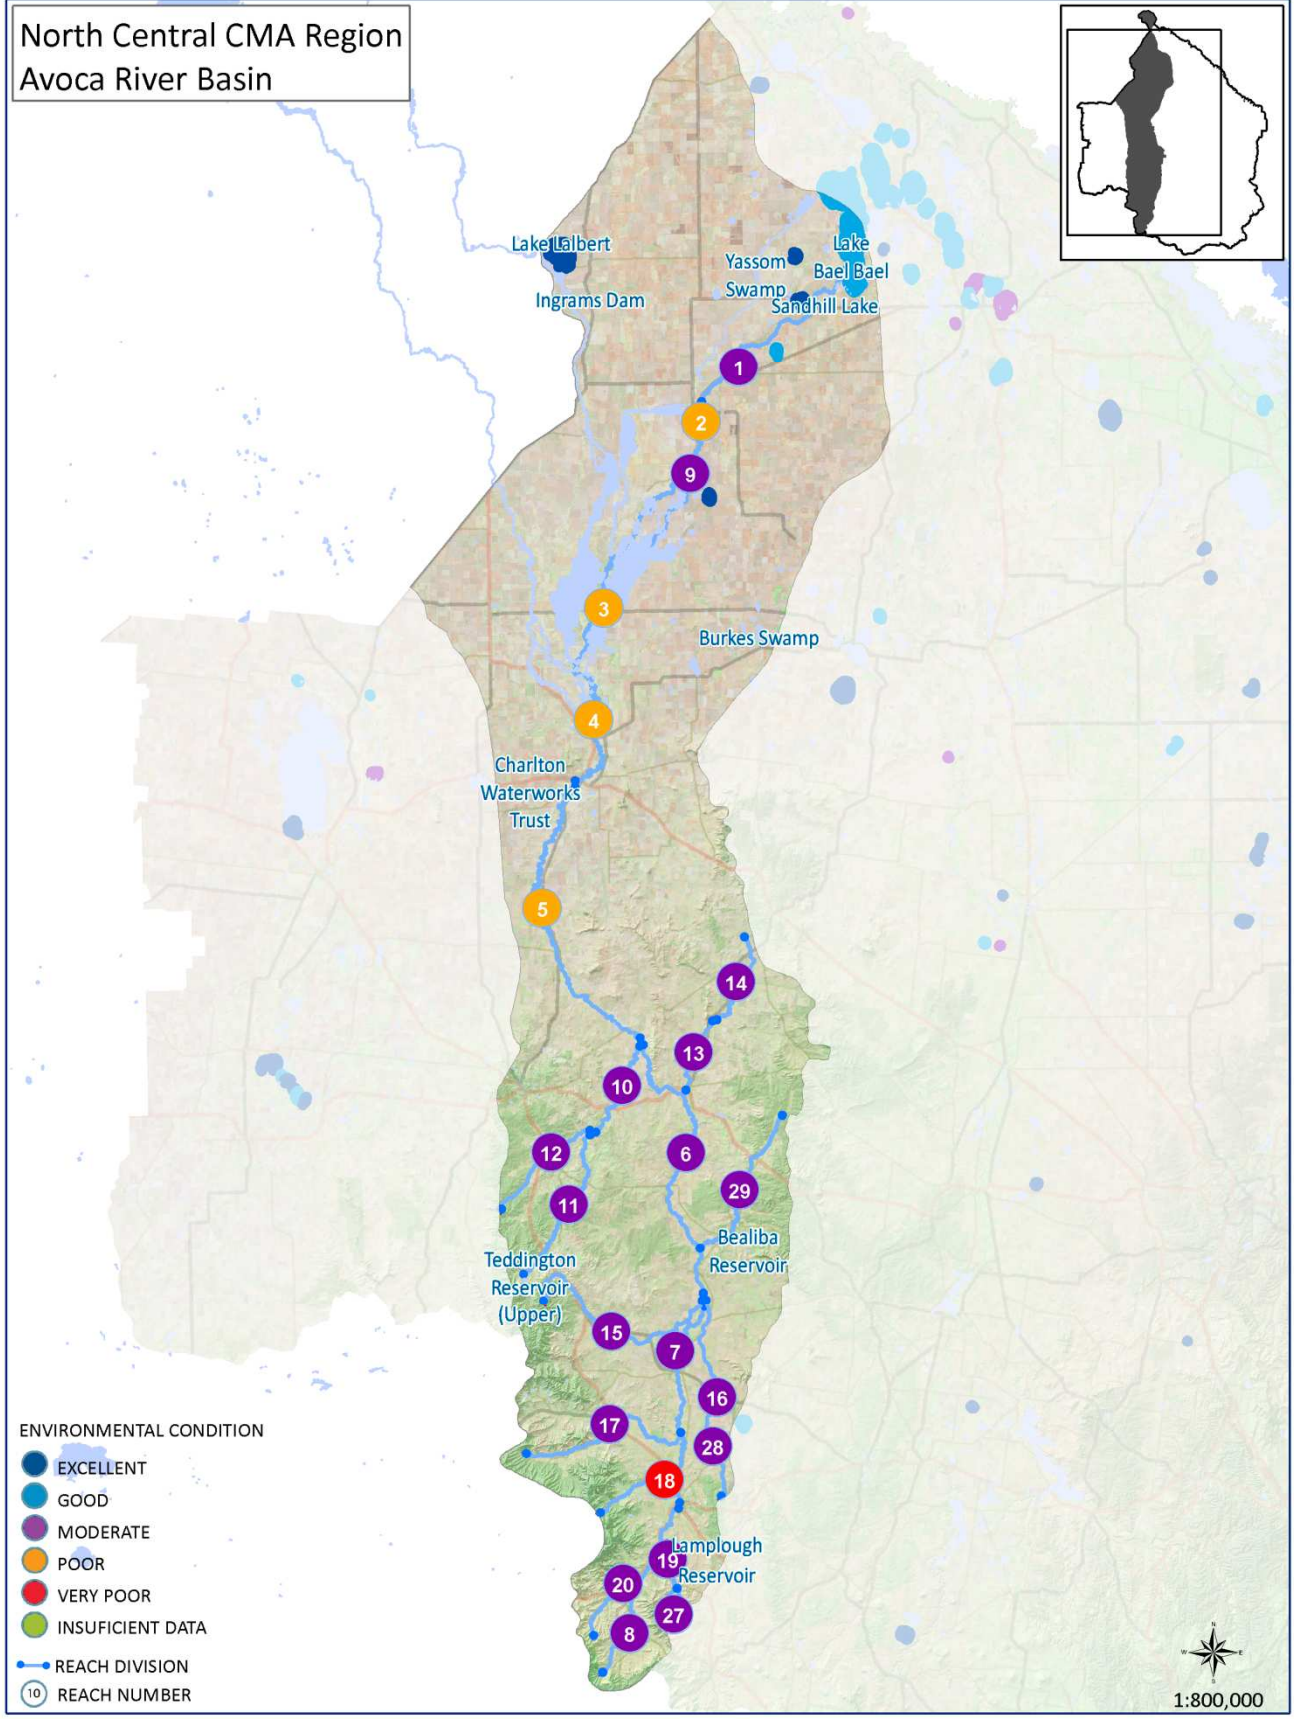 North Central CMA Region
Avoca River Basin
Lake Lalbert
Ingrams Dam
Yassom
Swamp
Lake
Bael Bael
Sandhill Lake
1
2
9
3
Burkes Swamp
4
Charlton
Waterworks
Trust
5
14
13
10
12
6
11
29
Bealiba
Reservoir
Teddington
Reservoir
(Upper)
15
7
16
17
28
18
Lamplough
Reservoir
19
20
27
8
ENVIRONMENTAL CONDITION
EXCELLENT
GOOD
MODERATE
POOR
VERY POOR
INSUFICIENT DATA
REACH DIVISION
10 REACH NUMBER
N
W E
S
1:800,000